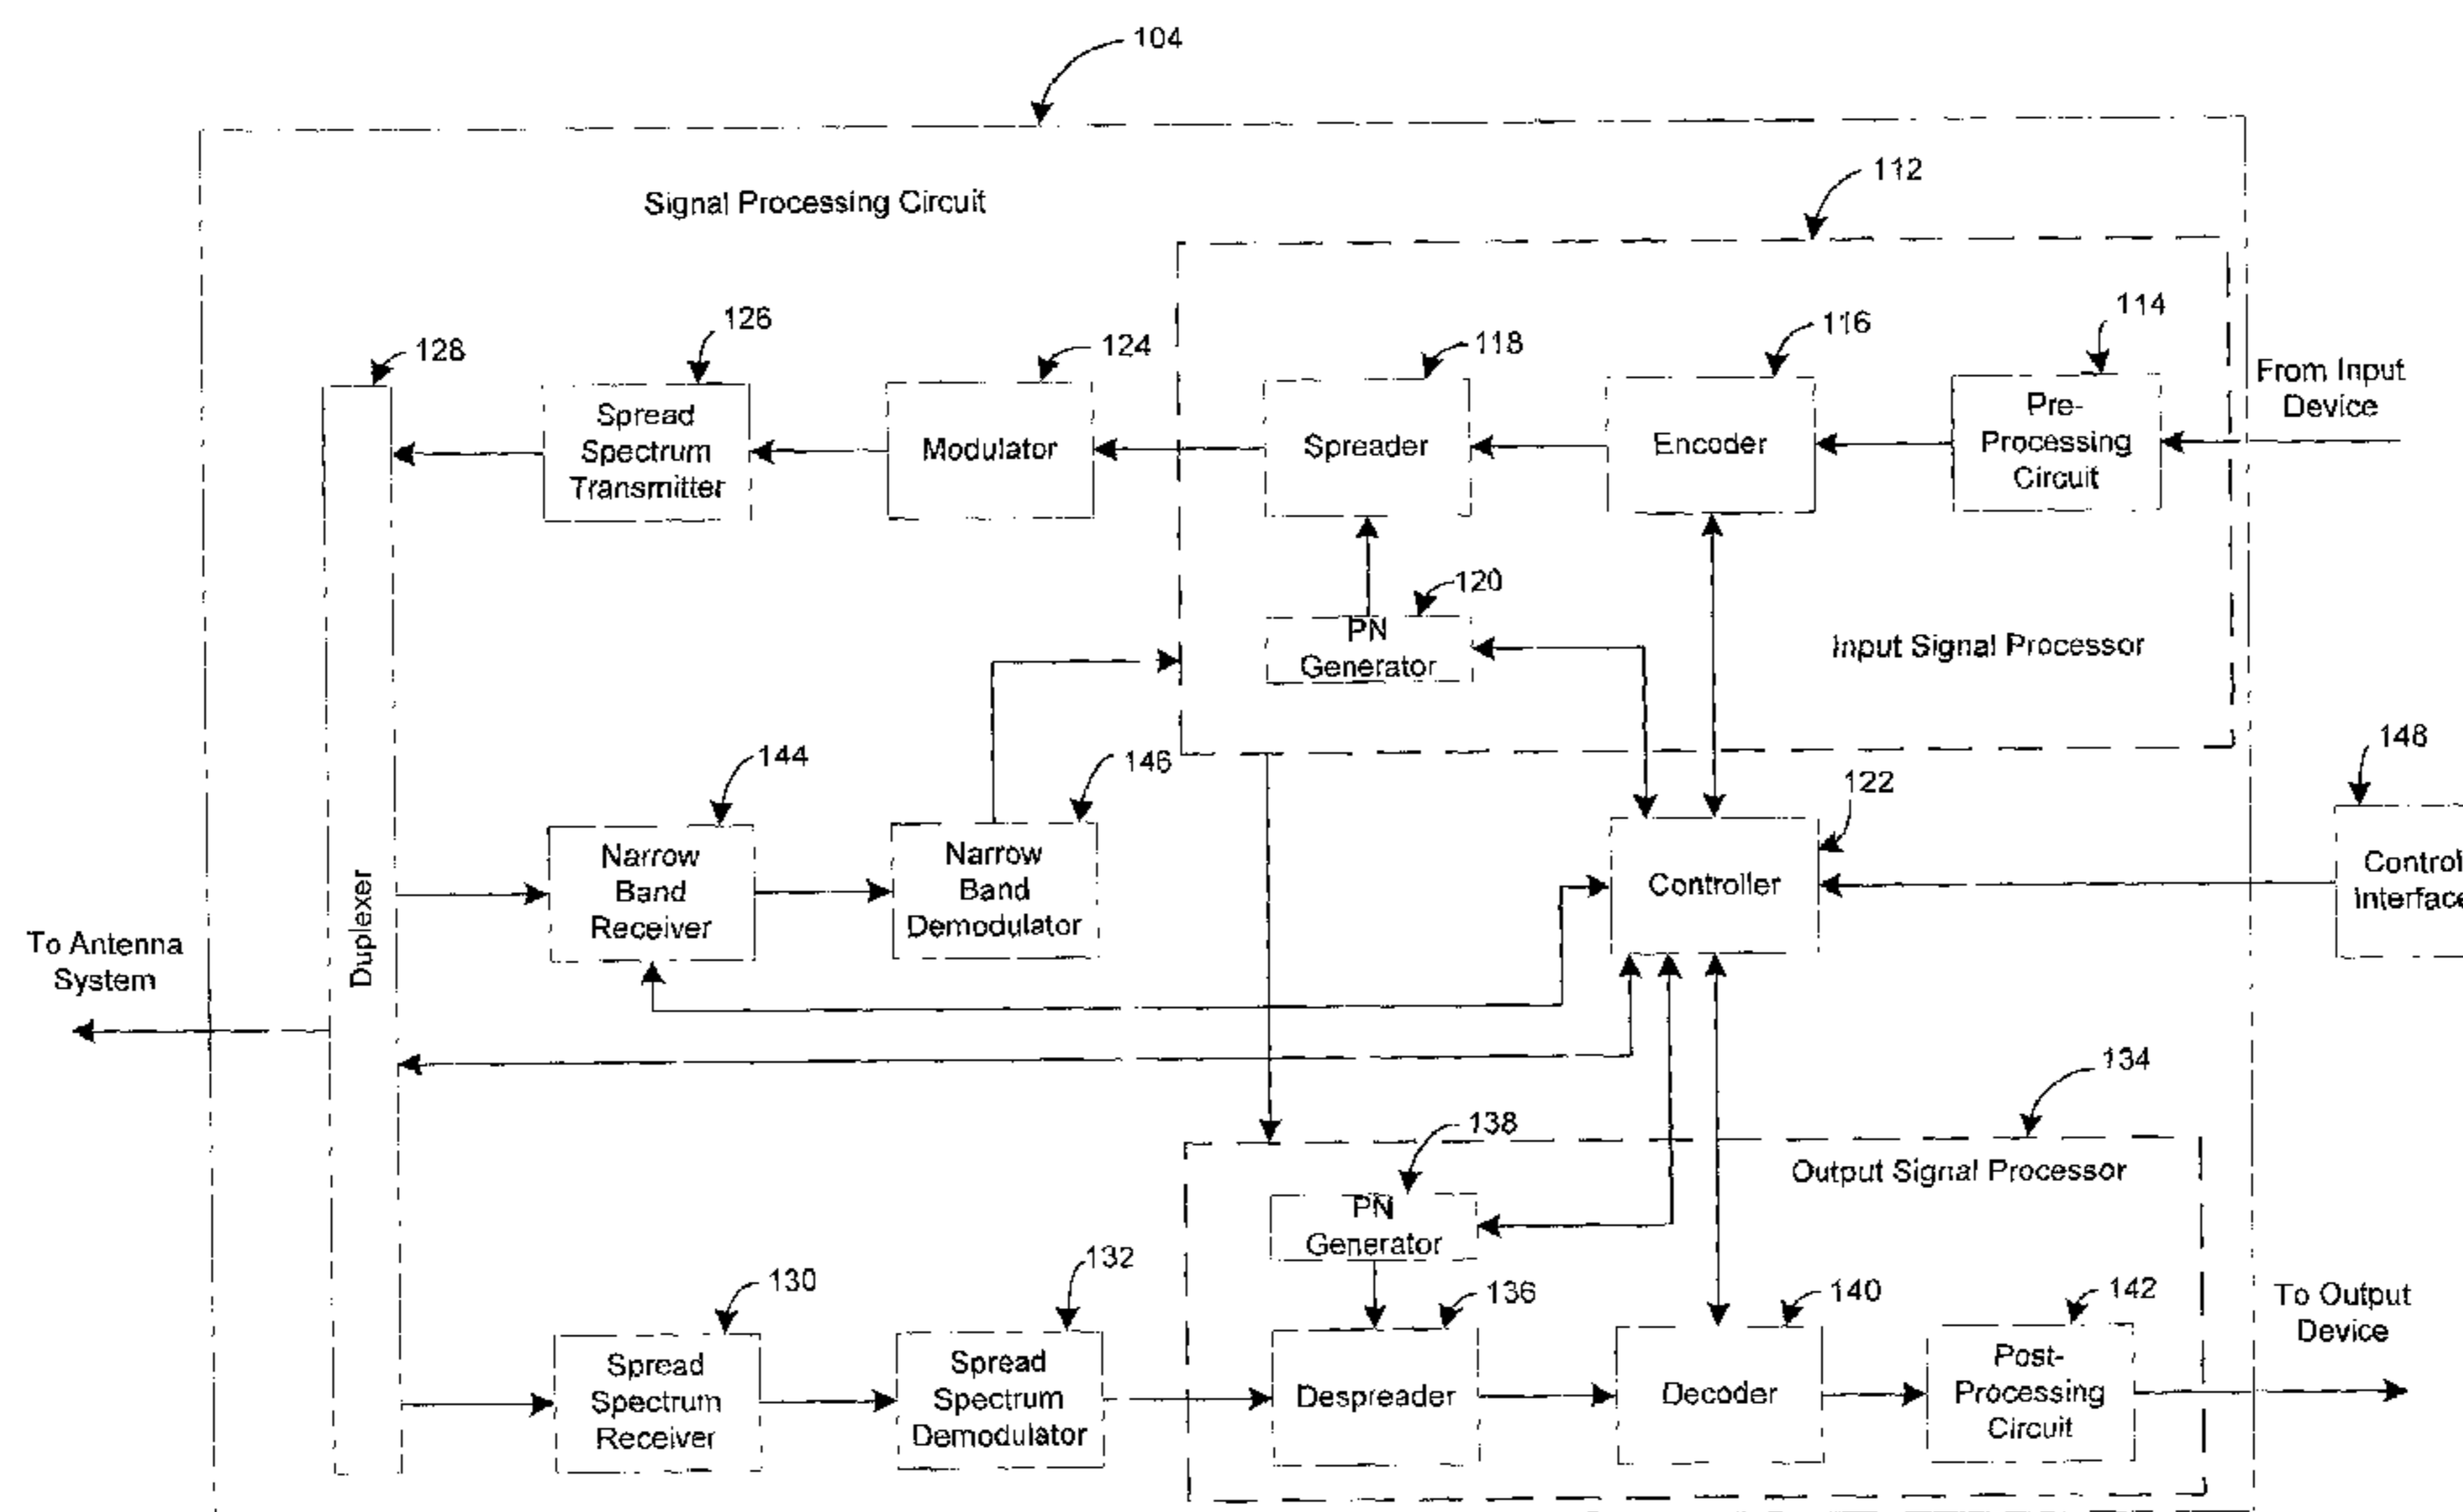 104
Signal Processing Circuit
112
128
126
124
118
116
114
Spread
Spectrum
Transmitter
Modulator
Spreader
Encoder
Pre-
Processing
Circuit
From Input
Device
120
PN
Generator
Input Signal Processor
144
146
122
148
Narrow
Band
Receiver
Narrow
Band
Demodulator
Controller
Control
Interface
To Antenna
System
Duplexer
134
Output Signal Processor
138
PN
Generator
130
132
136
140
142
Spread
Spectrum
Receiver
Spread
Spectrum
Demodulator
Despreader
Decoder
Post-
Processing
Circuit
To Output
Device